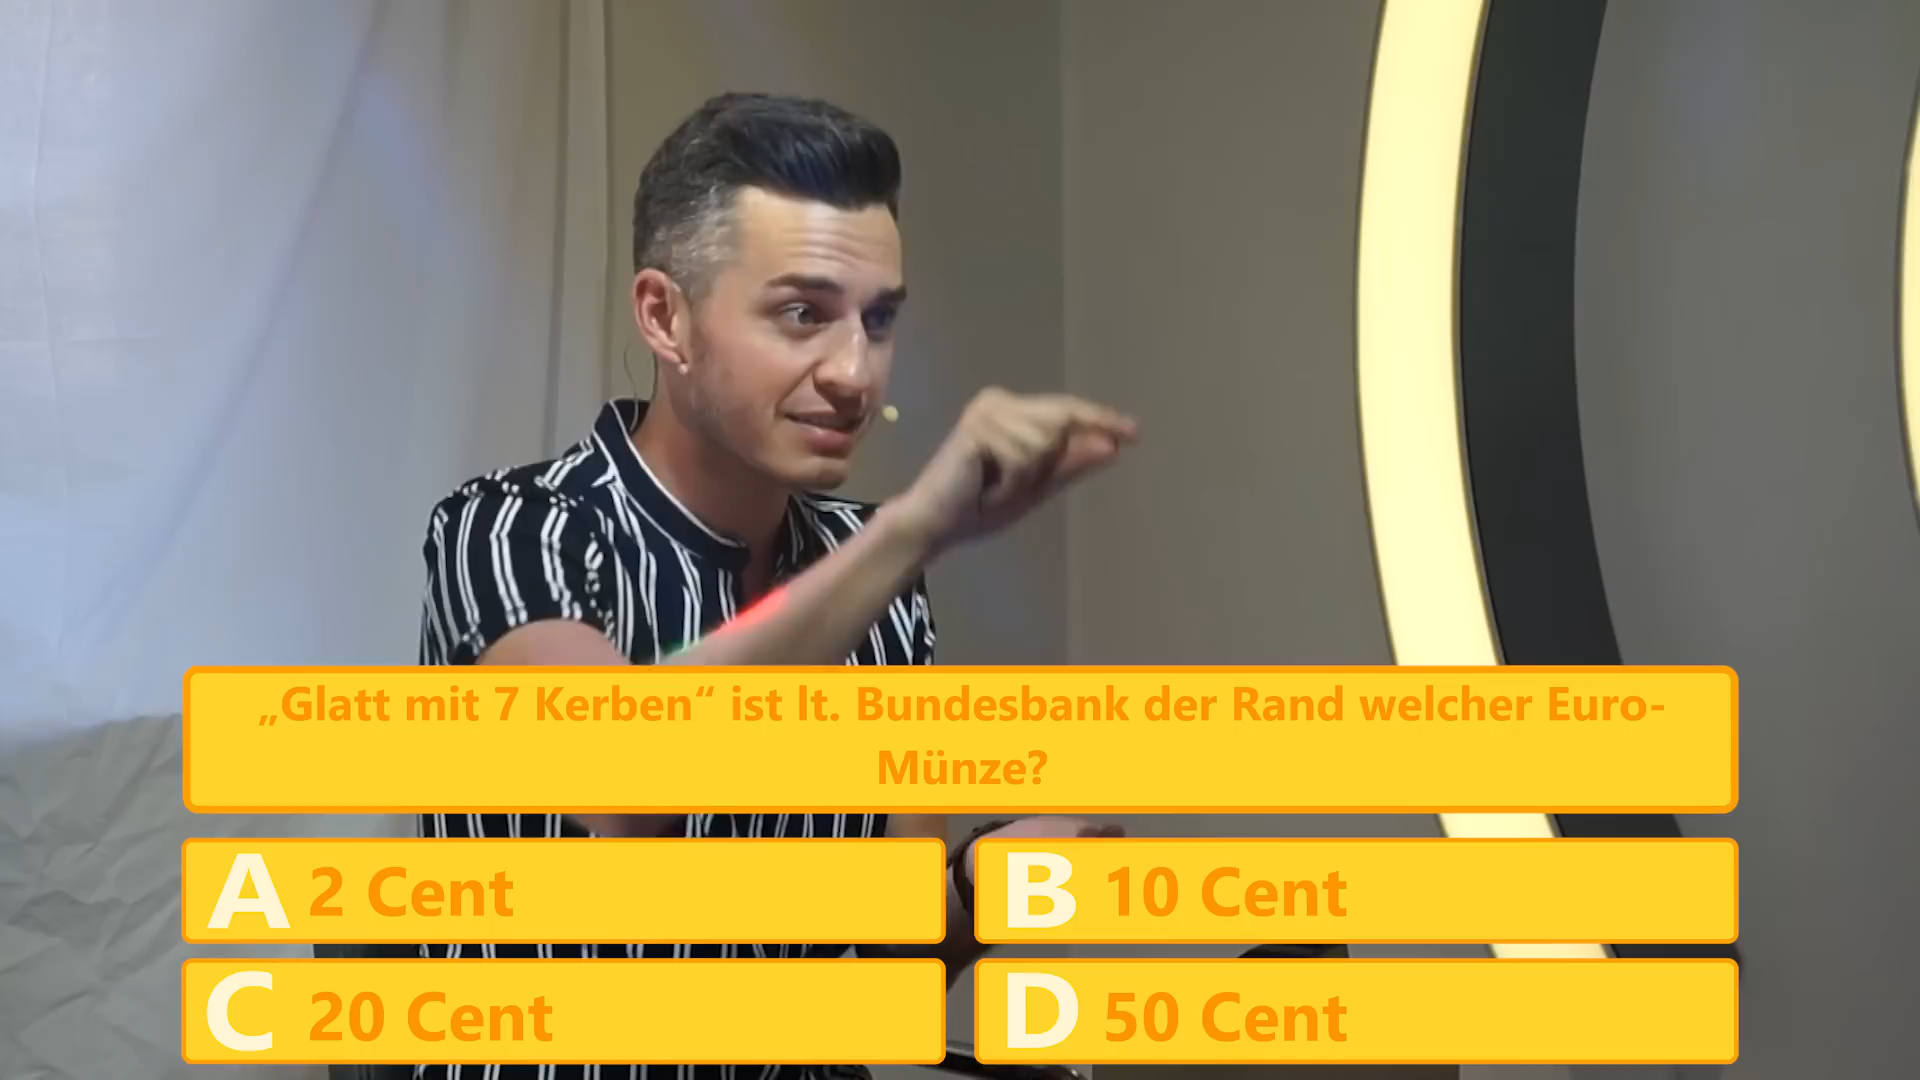 „Glatt mit 7 Kerben“ ist lt. Bundesbank der Rand welcher Euro-
Münze?
A 2 Cent
B 10 Cent
C 20 Cent
D 50 Cent